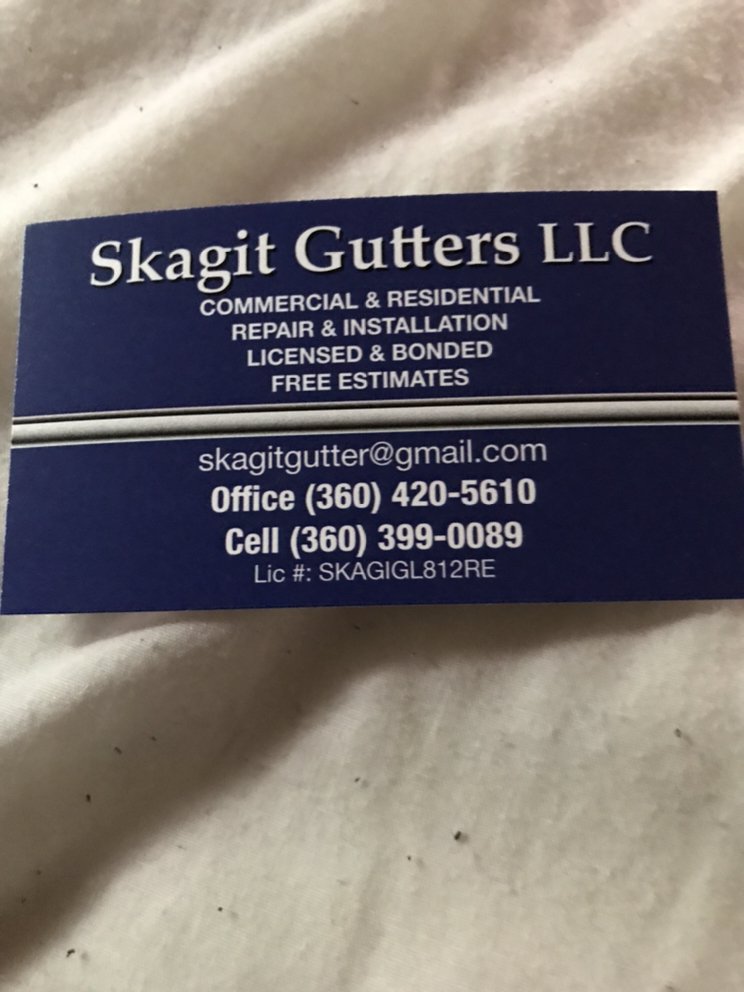 Skagit Gutters LLC
COMMERCIAL & RESIDENTIAL
REPAIR & INSTALLATION
LICENSED & BONDED
FREE ESTIMATES
skagitgutter@gmail.com
Office (360) 420-5610
Cell (360) 399-0089
Lic #: SKAGIGL812RE